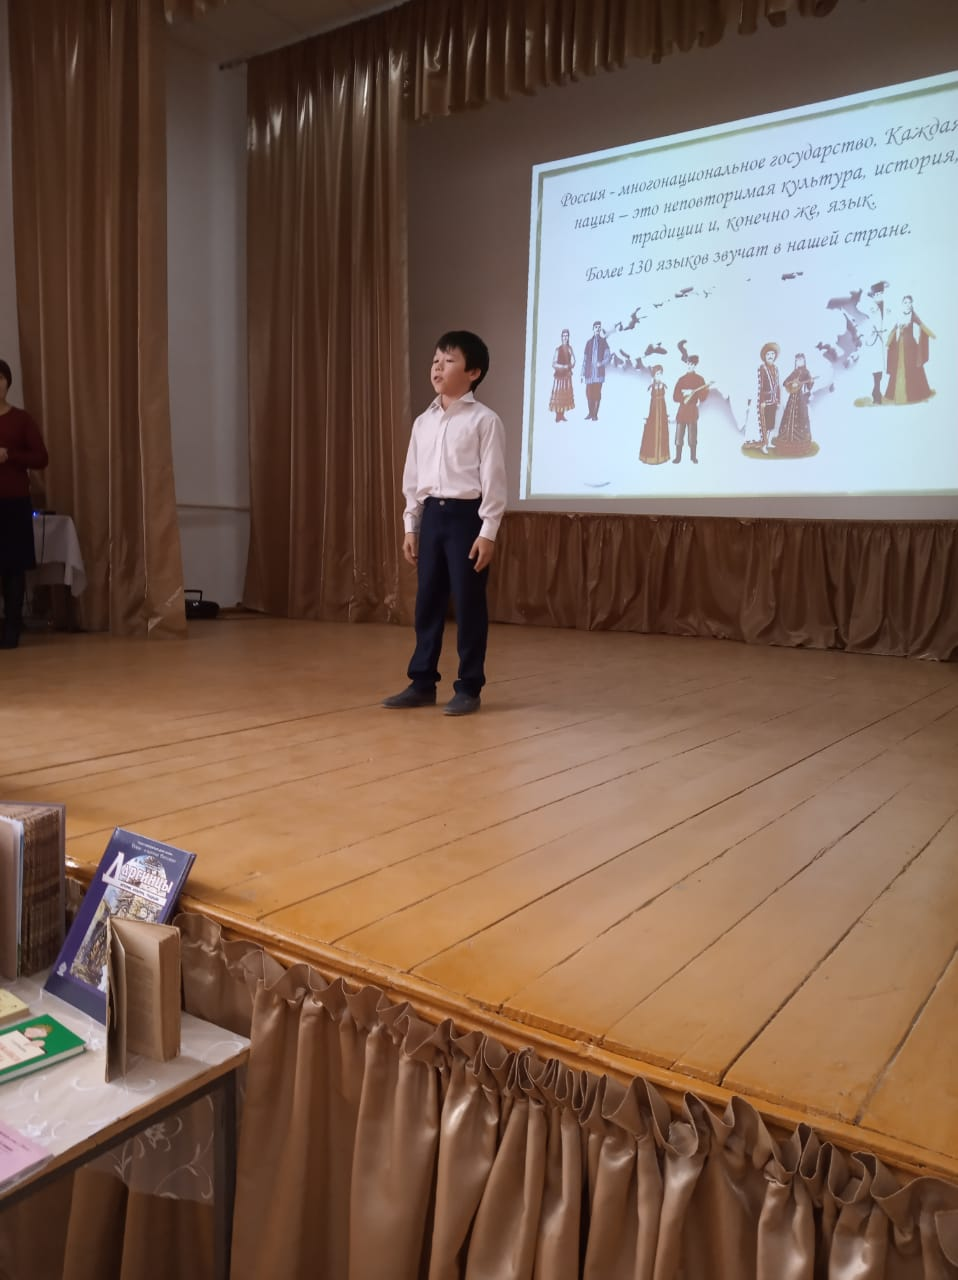 Россия - многонациональное государство. Каждая
нация – это неповторимая культура, история,
традиции и, конечно же, язык.
Более 130 языков звучат в нашей стране.
Даргинцы